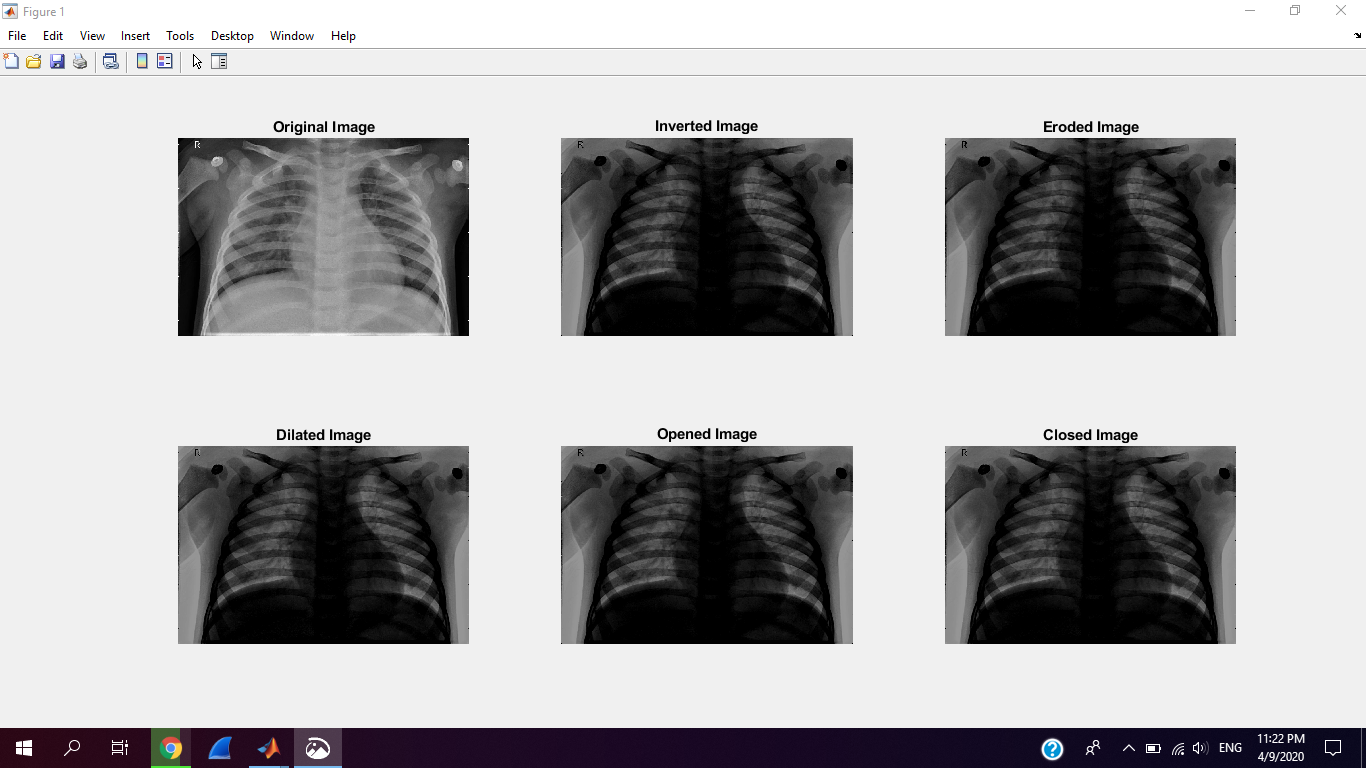 Figure 1
File Edit View Insert Tools Desktop Window Help
Original Image
Inverted Image
Eroded Image
R
R
R
Dilated Image
Opened Image
Closed Image
R
R
R
ENG
11:22 PM
4/9/2020